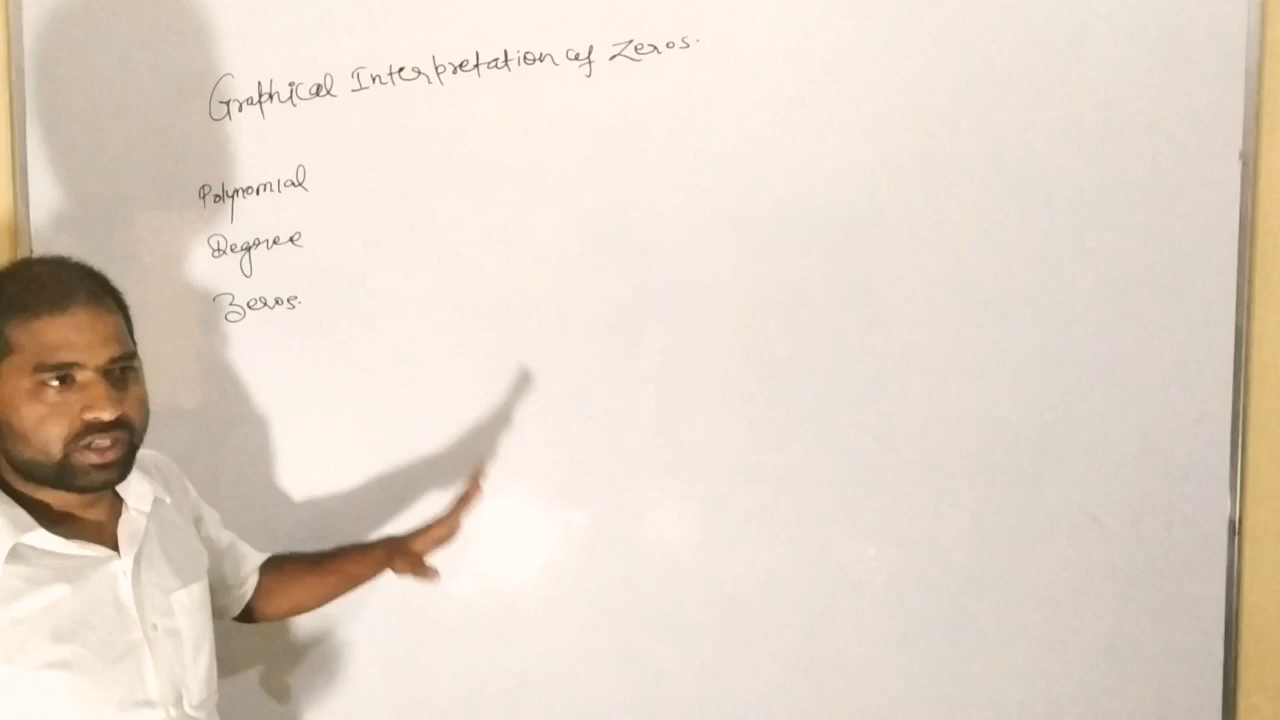 Graphical Interpretation of Zeros.
Polynomial
Degree
Zeros.